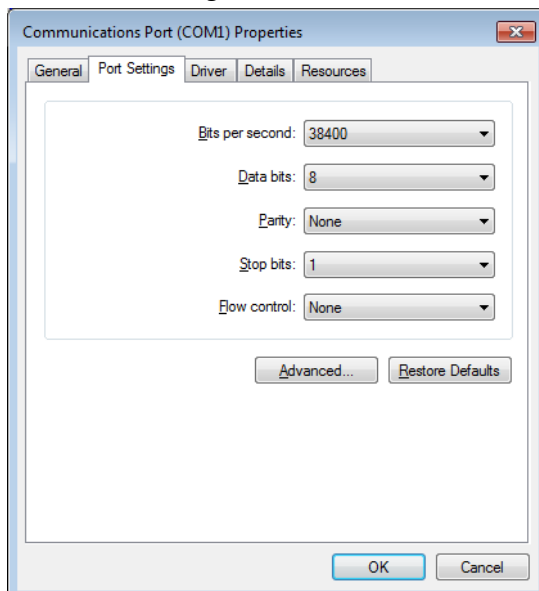 Communications Port (COM1) Properties
General Port Settings Driver Details Resources
Bits per second: 38400
Data bits: 8
Parity: None
Stop bits: 1
Flow control: None
Advanced... Restore Defaults
OK Cancel